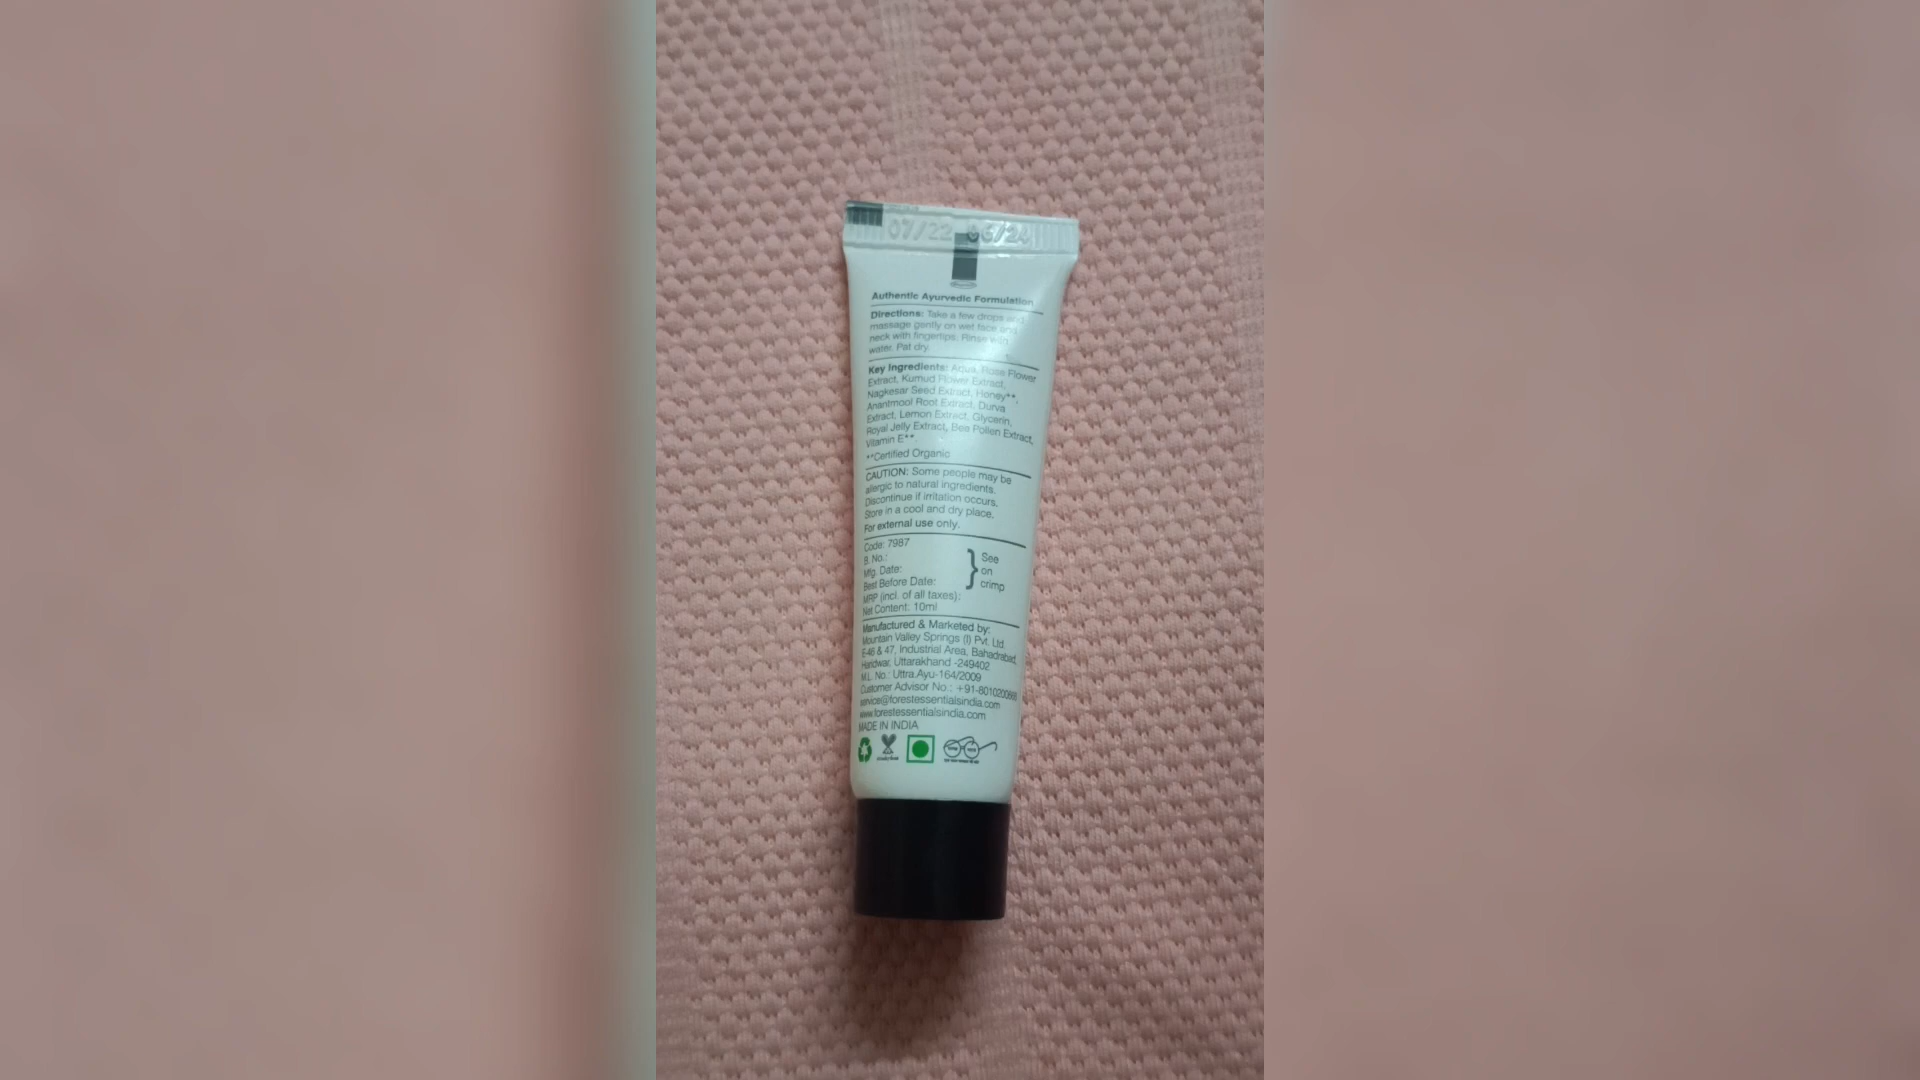 07/22 06/24
Authentic Ayurvedic Formulation
Directions: Take a few drops and
massage gently on wet face and
neck with fingertips. Rinse with
water. Pat dry.
Key Ingredients: Aqua, Rose Flower
Extract, Kumud Flower Extract,
Nagkesar Seed Extract, Honey**,
Anantmool Root Extract, Durva
Extract, Lemon Extract, Glycerin,
Royal Jelly Extract, Bee Pollen Extract,
Vitamin E**.
**Certified Organic
CAUTION: Some people may be
allergic to natural ingredients.
Discontinue if irritation occurs.
Store in a cool and dry place.
For external use only.
Code: 7987
B. No.:
Mfg. Date:
Best Before Date:
MRP (incl. of all taxes):
See
on
crimp
Net Content: 10ml
Manufactured & Marketed by:
Mountain Valley Springs (I) Pvt. Ltd.
E-46 & 47, Industrial Area, Bahadrabad,
Haridwar, Uttarakhand -249402
M.L. No.: Uttra.Ayu-164/2009
Customer Advisor No.:
service@forestessentialsindia.com
www.forestessentialsindia.com
MADE IN INDIA